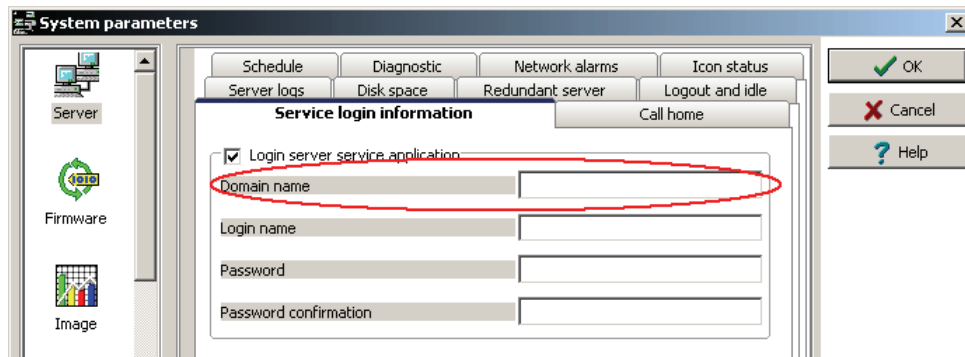 System parameters
Server
Firmware
Image
Schedule
Diagnostic
Network alarms
Icon status
Server logs
Disk space
Redundant server
Logout and idle
Service login information
Call home
Login server service application
Domain name
Login name
Password
Password confirmation
OK
Cancel
Help